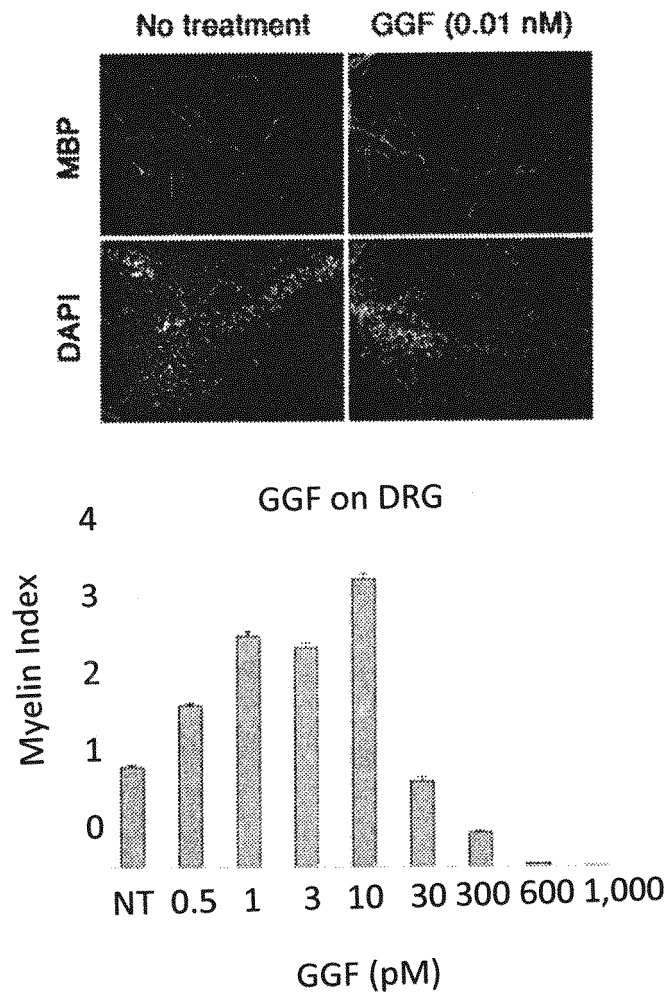 No treatment GGF (0.01 nM)
MBP
DAPI
GGF on DRG
Myelin Index
4
3
2
1
0
NT 0.5 1 3 10 30 300 600 1,000
GGF (pM)